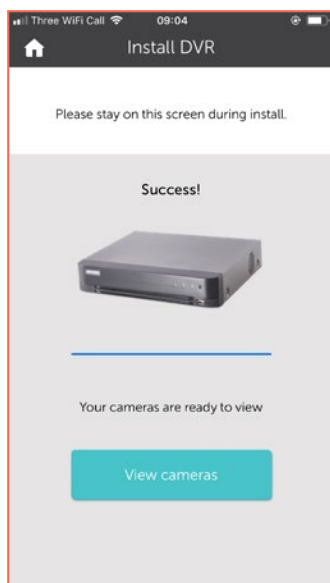 Three WiFi Call 09:04
Install DVR
Please stay on this screen during install.
Success!
Your cameras are ready to view
View cameras